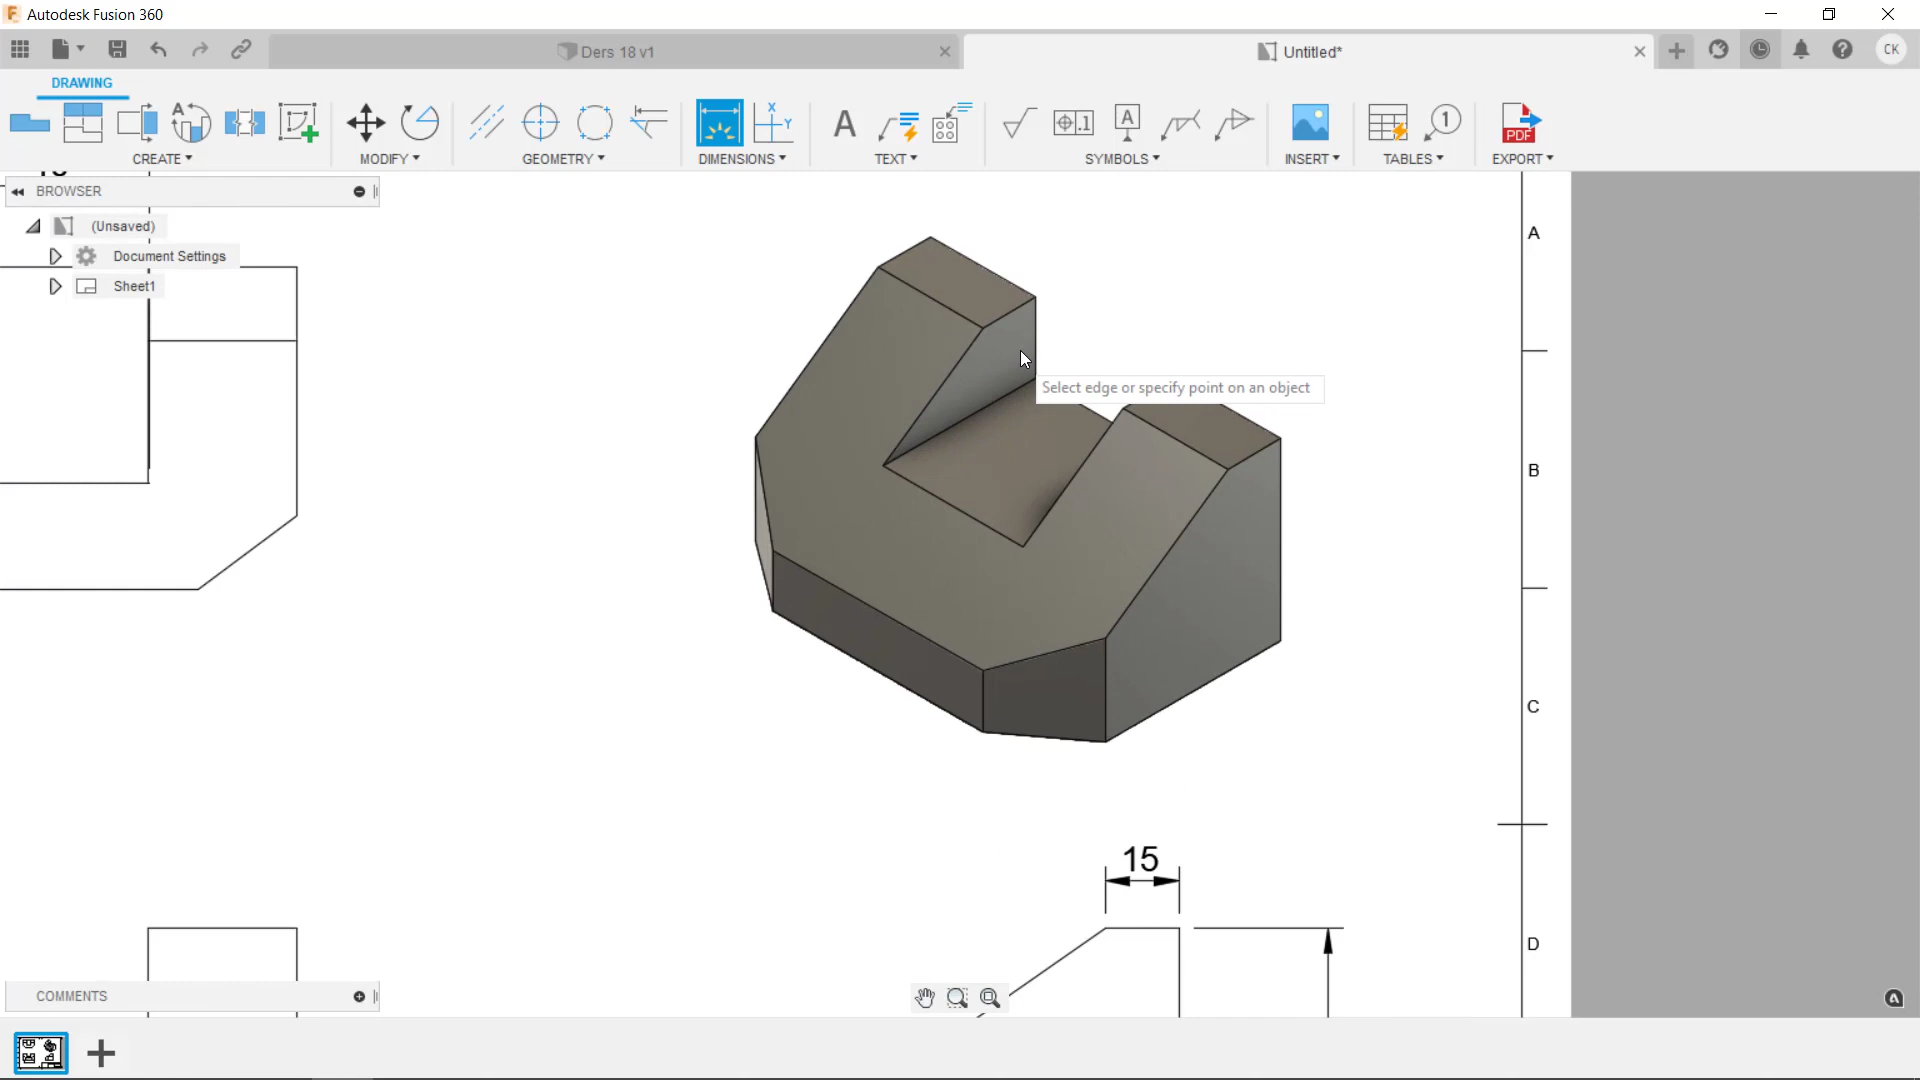 Autodesk Fusion 360
Ders 18 v1
Untitled*
CK
DRAWING
CREATE
MODIFY
GEOMETRY
DIMENSIONS
TEXT
SYMBOLS
INSERT
TABLES
EXPORT
BROWSER
(Unsaved)
Document Settings
Sheet1
Select edge or specify point on an object
A
B
C
D
15
COMMENTS